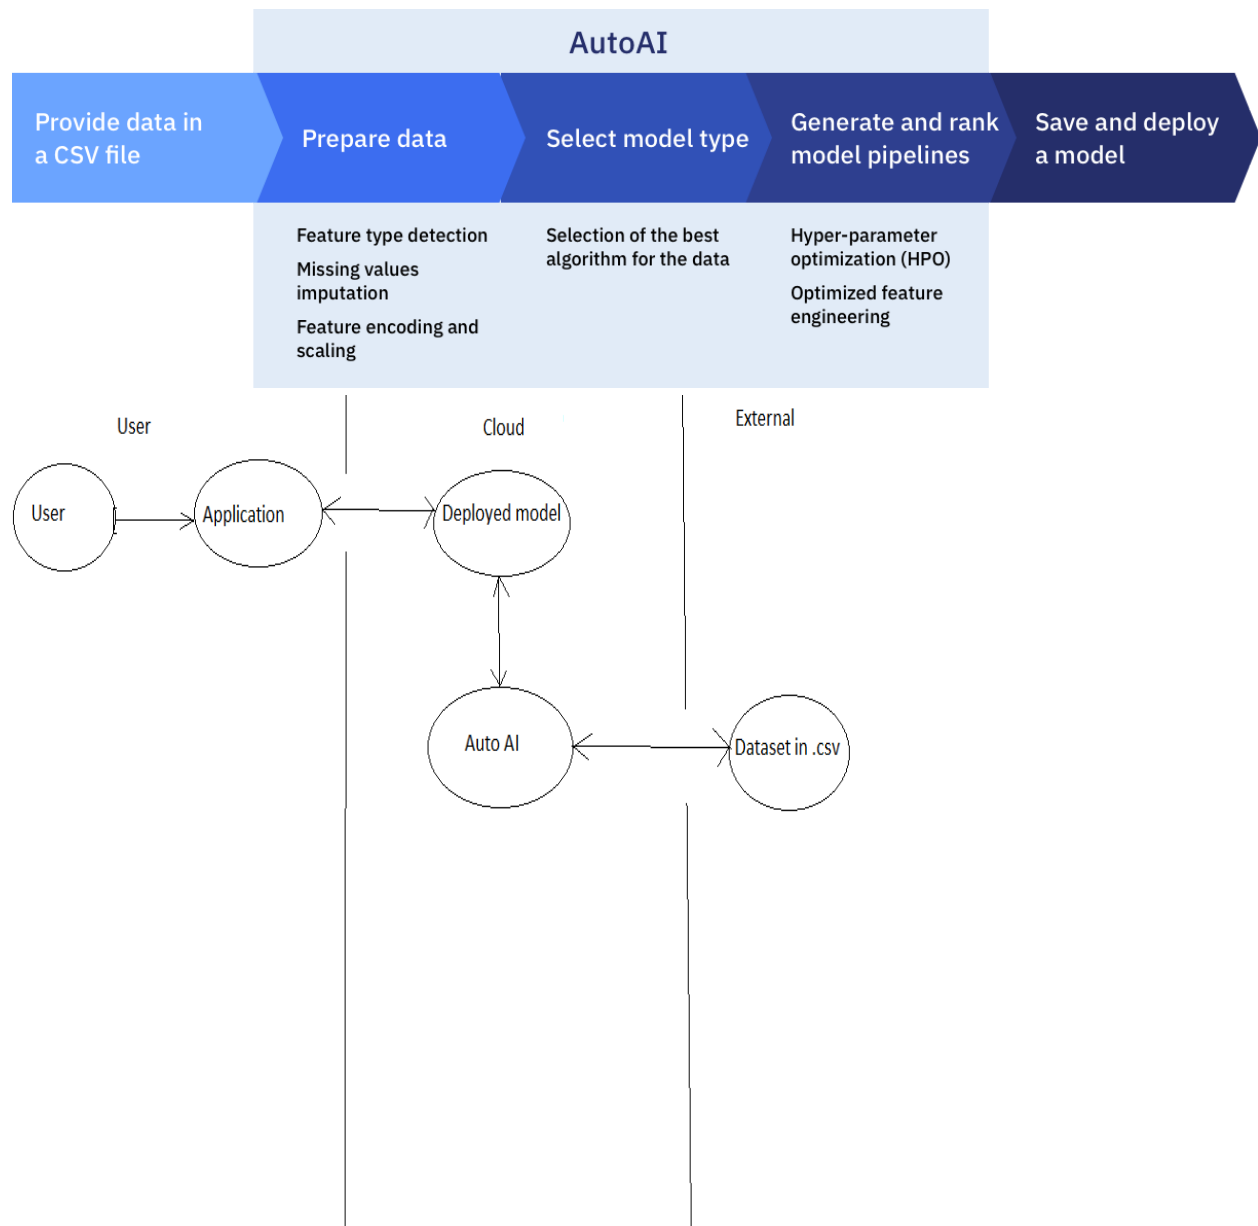 AutoAI
Provide data in
a CSV file
Prepare data
Select model type
Generate and rank
model pipelines
Save and deploy
a model
Feature type detection
Missing values
imputation
Feature encoding and
scaling
Selection of the best
algorithm for the data
Hyper-parameter
optimization (HPO)
Optimized feature
engineering
User
Cloud
External
User
Application
Deployed model
Auto AI
Dataset in .csv